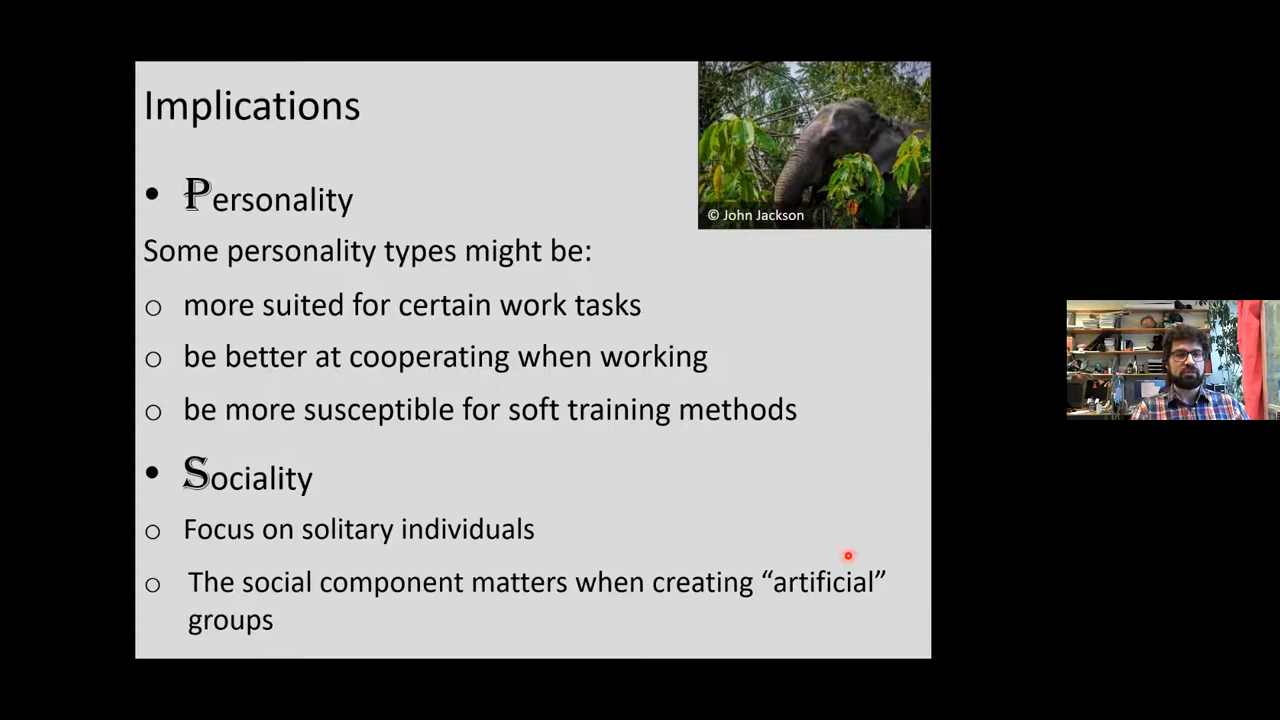 Implications
© John Jackson
• Personality
Some personality types might be:
o more suited for certain work tasks
o be better at cooperating when working
o be more susceptible for soft training methods
• Sociality
o Focus on solitary individuals
o The social component matters when creating “artificial”
groups